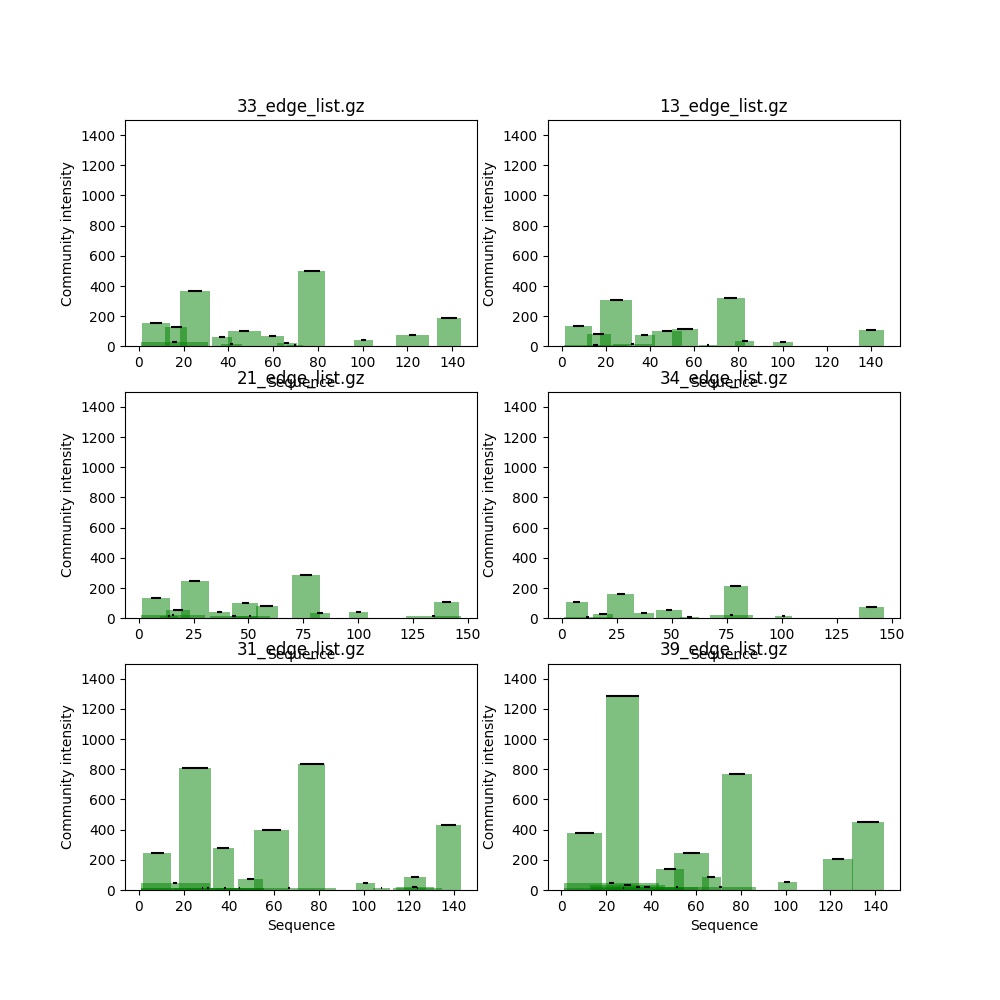 33_edge_list.gz
13_edge_list.gz
1400
1200
1000
800
600
400
200
0
Community intensity
0 20 40 60 80 100 120 140
Sequence
1400
1200
1000
800
600
400
200
0
Community intensity
0 20 40 60 80 100 120 140
Sequence
21_edge_list.gz
34_edge_list.gz
1400
1200
1000
800
600
400
200
0
Community intensity
0 25 50 75 100 125 150
Sequence
1400
1200
1000
800
600
400
200
0
Community intensity
0 25 50 75 100 125 150
Sequence
31_edge_list.gz
39_edge_list.gz
1400
1200
1000
800
600
400
200
0
Community intensity
0 20 40 60 80 100 120 140
Sequence
1400
1200
1000
800
600
400
200
0
Community intensity
0 20 40 60 80 100 120 140
Sequence